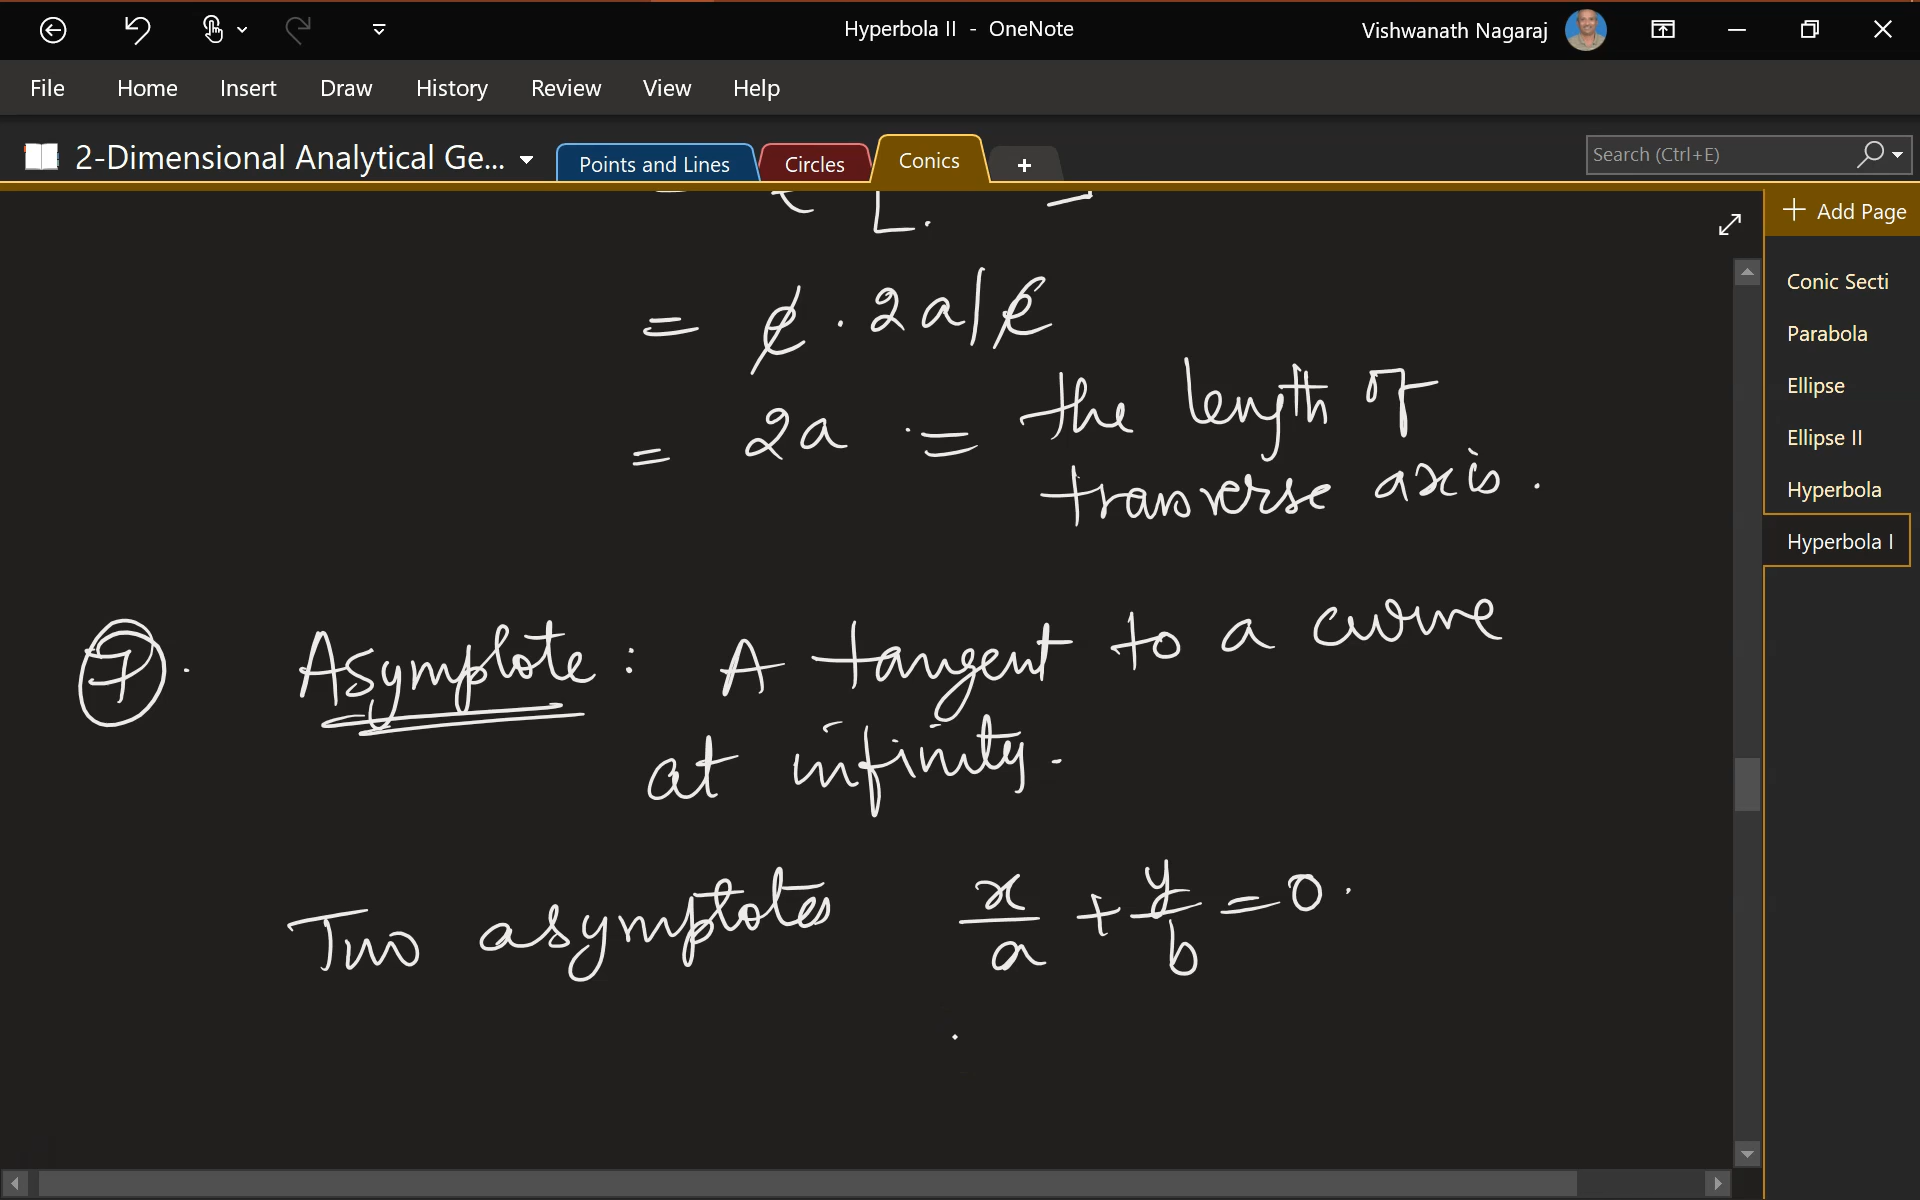 Hyperbola II - OneNote
Vishwanath Nagaraj
File Home Insert Draw History Review View Help
2-Dimensional Analytical Ge...
Points and Lines
Circles
Conics
+
Search (Ctrl+E)
+ Add Page
Conic Secti
Parabola
Ellipse
Ellipse II
Hyperbola
Hyperbola I
= e . 2a/e
= 2a . = the length of
transverse axis .
7. Asymptote : A tangent to a curve
at infinity.
Two asymptotes x/a + y/b = 0 .